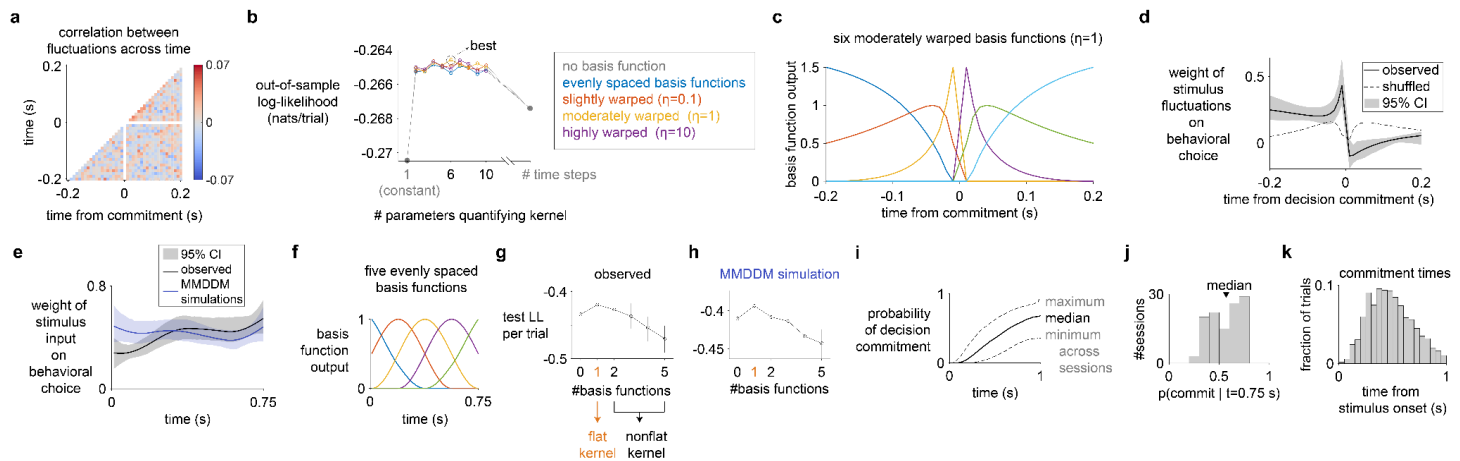 a
correlation between
fluctuations across time
0.2
0
-0.2
time (s)
-0.2
0
0.2
time from commitment (s)
0.07
0
-0.07
b
out-of-sample
log-likelihood
(nats/trial)
-0.264
-0.266
-0.27
best
no basis function
evenly spaced basis functions
slightly warped (η=0.1)
moderately warped (η=1)
highly warped (η=10)
1
6
10
# time steps
(constant)
# parameters quantifying kernel
c
six moderately warped basis functions (η=1)
basis function output
1.5
1
0.5
0
-0.2
-0.1
0
0.1
0.2
time from commitment (s)
d
weight of
stimulus
fluctuations
on
behavioral
choice
0.5
0
observed
shuffled
95% CI
-0.2
0
0.2
time from decision commitment (s)
e
95% CI
observed
MMDDM
simulations
weight of
stimulus
input
on
behavioral
choice
0.8
0
0
0.75
time (s)
f
five evenly spaced
basis functions
basis
function
output
1
0
0
0.75
time (s)
g
observed
test LL
per trial
-0.4
-0.5
0
1
2
5
#basis functions
flat
kernel
nonflat
kernel
h
MMDDM simulation
-0.4
-0.45
0
1
2
5
#basis functions
i
probability
of decision
commitment
1
0
0
1
time (s)
maximum
median
minimum
across
sessions
j
median
#sessions
30
0
0
0.5
1
p(commit | t=0.75 s)
k
commitment times
fraction of trials
0.1
0
0
1
time from
stimulus onset (s)